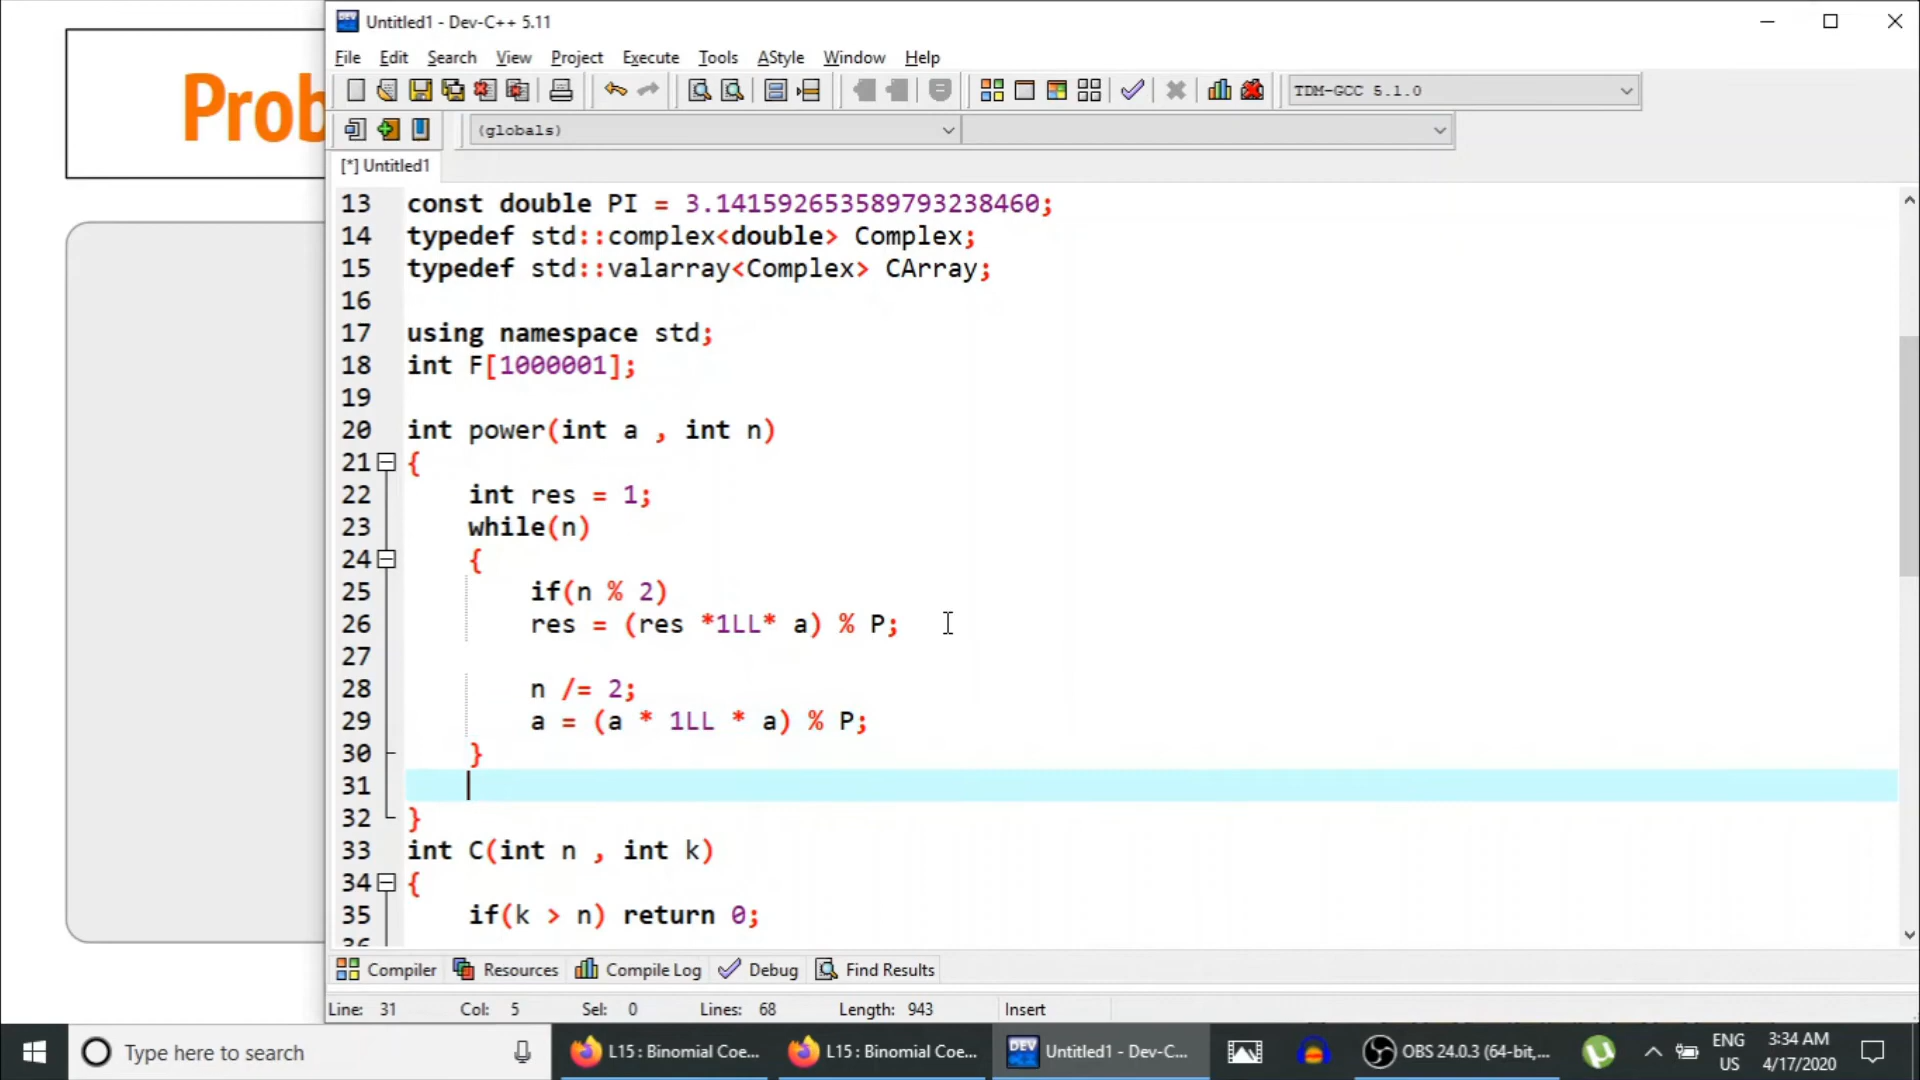 Prob
Untitled1 - Dev-C++ 5.11
File Edit Search View Project Execute Tools AStyle Window Help
TDM-GCC 5.1.0
(globals)
[*] Untitled1
13 const double PI = 3.141592653589793238460;
14 typedef std::complex<double> Complex;
15 typedef std::valarray<Complex> CArray;
16
17 using namespace std;
18 int F[1000001];
19
20 int power(int a , int n)
21 {
22 int res = 1;
23 while(n)
24 {
25 if(n % 2)
26 res = (res *1LL* a) % P;
27
28 n /= 2;
29 a = (a * 1LL * a) % P;
30 }
31
32 }
33 int C(int n , int k)
34 {
35 if(k > n) return 0;
Compiler Resources Compile Log Debug Find Results
Line: 31 Col: 5 Sel: 0 Lines: 68 Length: 943 Insert
Type here to search L15 : Binomial Coe... L15 : Binomial Coe... DEV Untitled1 - Dev-C... OBS 24.0.3 (64-bit,... ENG 3:34 AM
US 4/17/2020